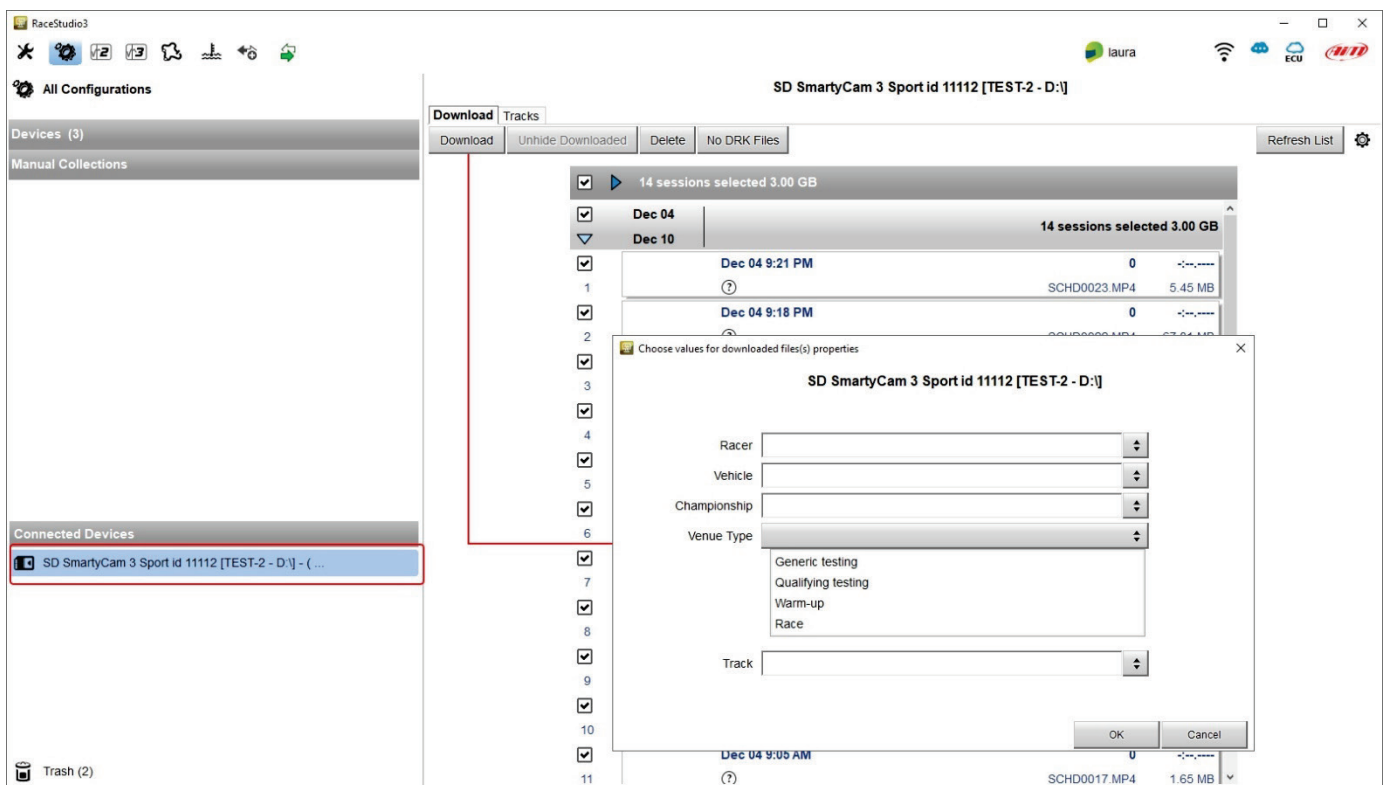 RaceStudio3
laura
ECU
AiM
All Configurations
SD SmartyCam 3 Sport id 11112 [TEST-2 - D:\]
Devices (3)
Manual Collections
Download Tracks
Download Unhide Downloaded Delete No DRK Files Refresh List
14 sessions selected 3.00 GB
Dec 04
14 sessions selected 3.00 GB
Dec 10
Dec 04 9:21 PM 0 -:--.----
1 ? SCHD0023.MP4 5.45 MB
Dec 04 9:18 PM 0 -:--.----
2
3
4
5
6
7
8
9
10
Choose values for downloaded files(s) properties
SD SmartyCam 3 Sport id 11112 [TEST-2 - D:\]
Racer
Vehicle
Championship
Venue Type
Generic testing
Qualifying testing
Warm-up
Race
Track
OK Cancel
Dec 04 9:05 AM 0 -:--.----
11 ? SCHD0017.MP4 1.65 MB
Connected Devices
SD SmartyCam 3 Sport id 11112 [TEST-2 - D:\] - ( ...
Trash (2)